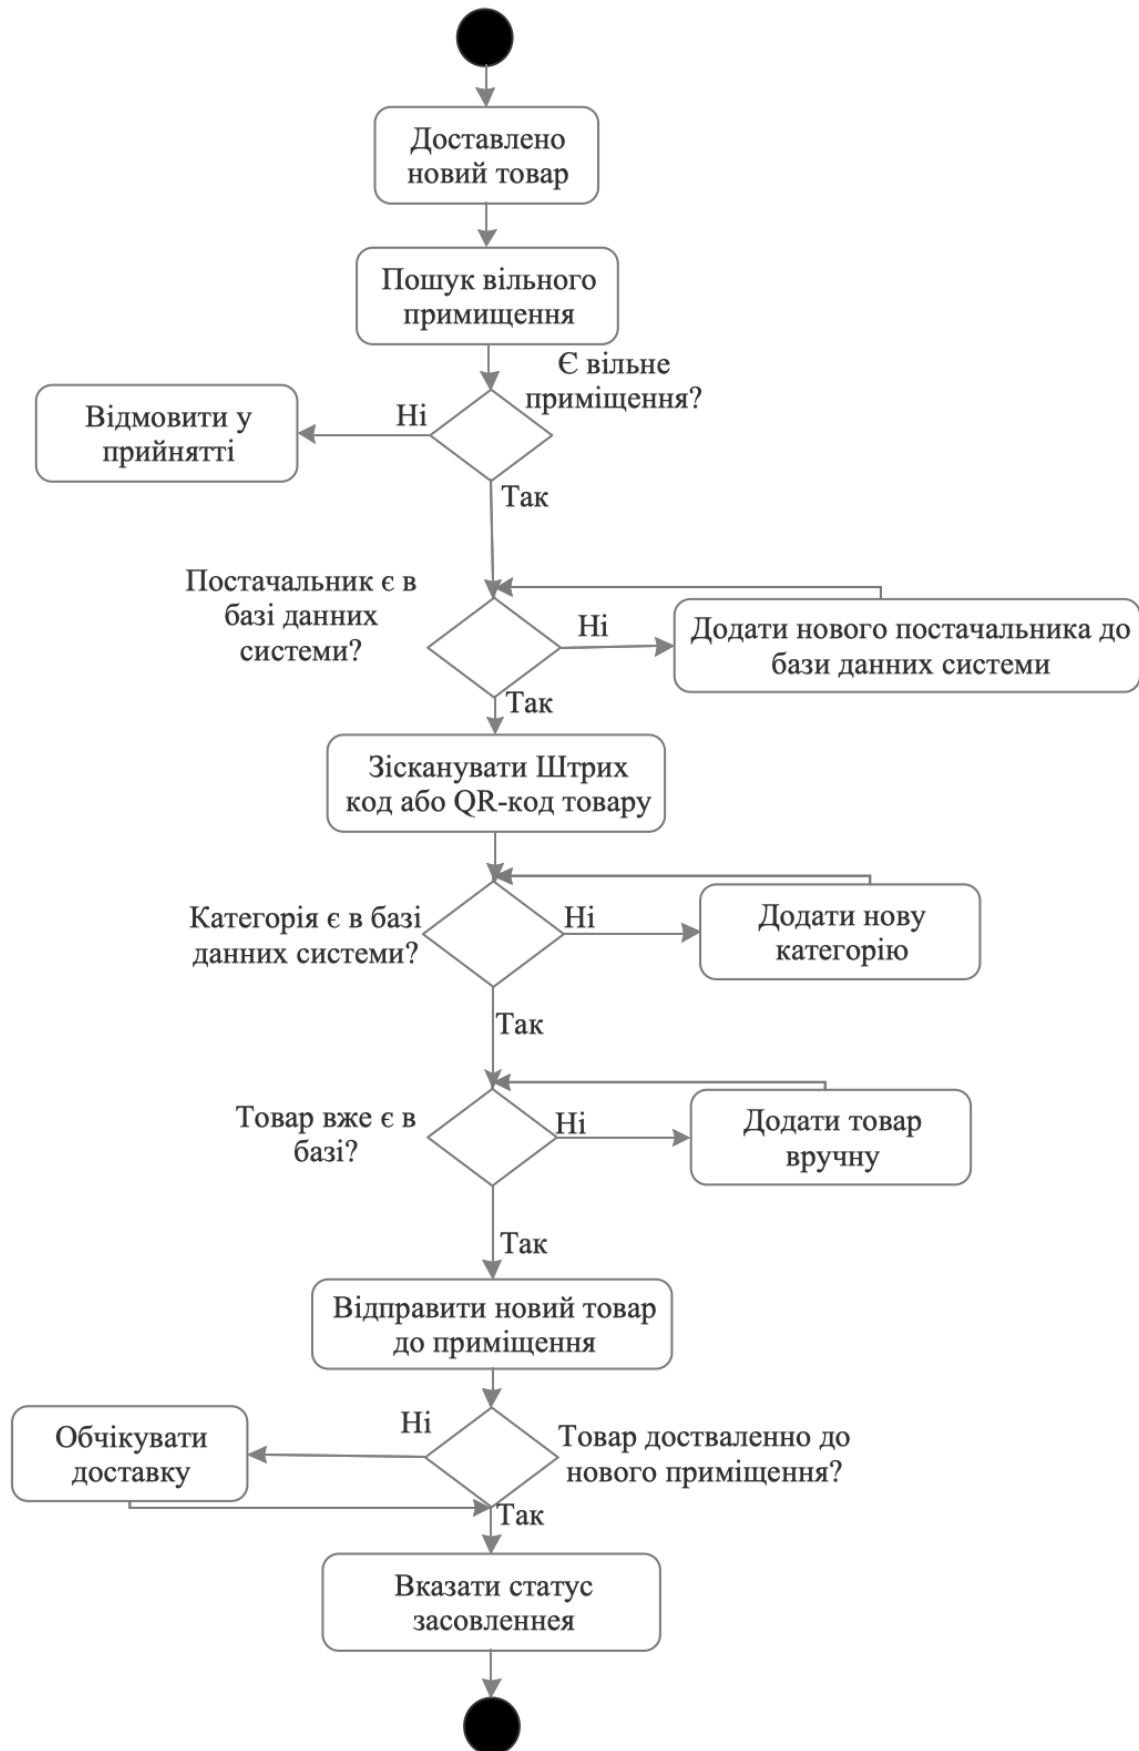 Доставлено
новий товар
Пошук вільного
примищення
Є вільне
приміщення?
Ні
Відмовити у
прийнятті
Так
Постачальник є в
базі данних
системи?
Ні
Додати нового постачальника до
бази данних системи
Так
Зісканувати Штрих
код або QR-код товару
Категорія є в базі
данних системи?
Ні
Додати нову
категорію
Так
Товар вже є в
базі?
Ні
Додати товар
вручну
Так
Відправити новий товар
до приміщення
Ні
Обчікувати
доставку
Товар достваленно до
нового приміщення?
Так
Вказати статус
засовленнея